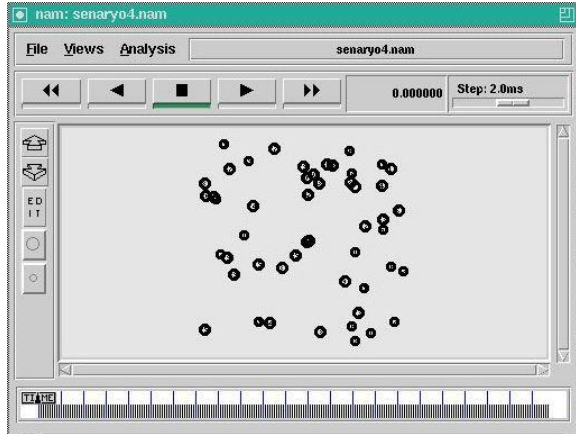 nam: senaryo4.nam
File Views Analysis senaryo4.nam
0.000000 Step: 2.0ms
ED
IT
TIME